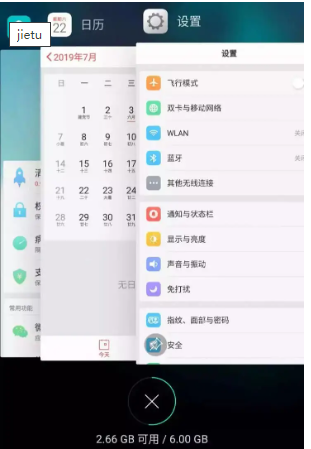 jietu
22
日历
设置
2019年7月
日 一 二 三
1 2 3
7 8 9 10
14 15 16 17
21 22 23 24
28 29 30 31
无日
今天
清
病
支
常用功能
微
设置
飞行模式
双卡与移动网络
WLAN
蓝牙
其他无线连接
通知与状态栏
显示与亮度
声音与振动
免打扰
指纹、面部与密码
安全
2.66 GB 可用 / 6.00 GB